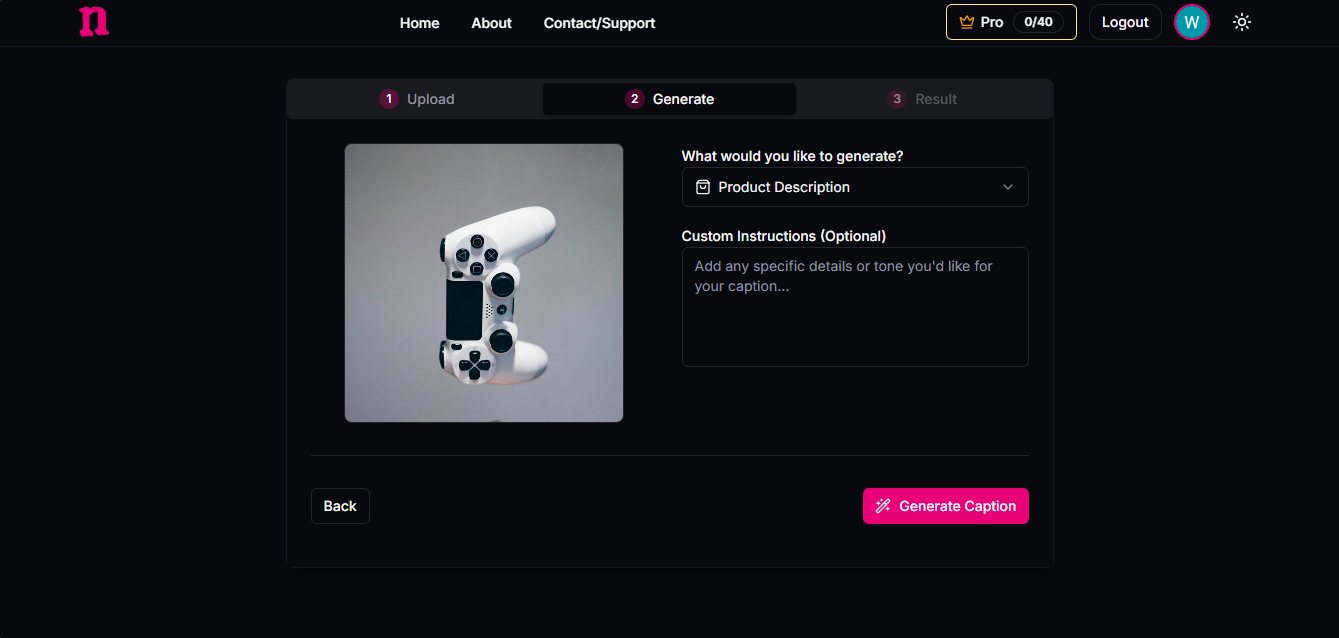 n
Home
About
Contact/Support
Pro
0/40
Logout
W
1 Upload
2 Generate
3 Result
What would you like to generate?
Product Description
Custom Instructions (Optional)
Add any specific details or tone you'd like for
your caption...
Back
Generate Caption